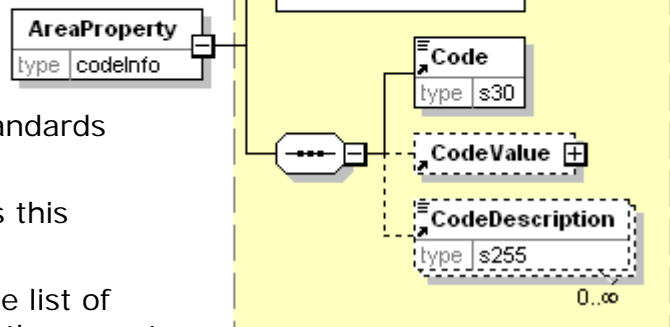 AreaProperty
type codeInfo
andards
s this
e list of
Code
type s30
CodeValue
CodeDescription
type s255
0..∞